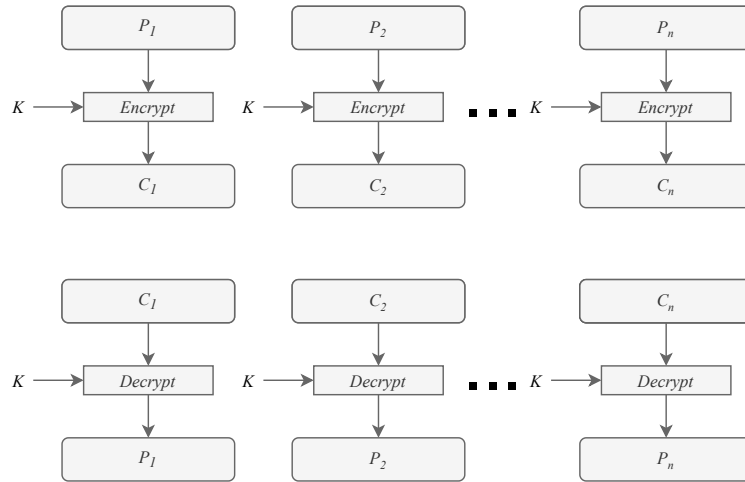 P1 P2 Pn
K Encrypt K Encrypt K Encrypt
C1 C2 Cn
C1 C2 Cn
K Decrypt K Decrypt K Decrypt
P1 P2 Pn